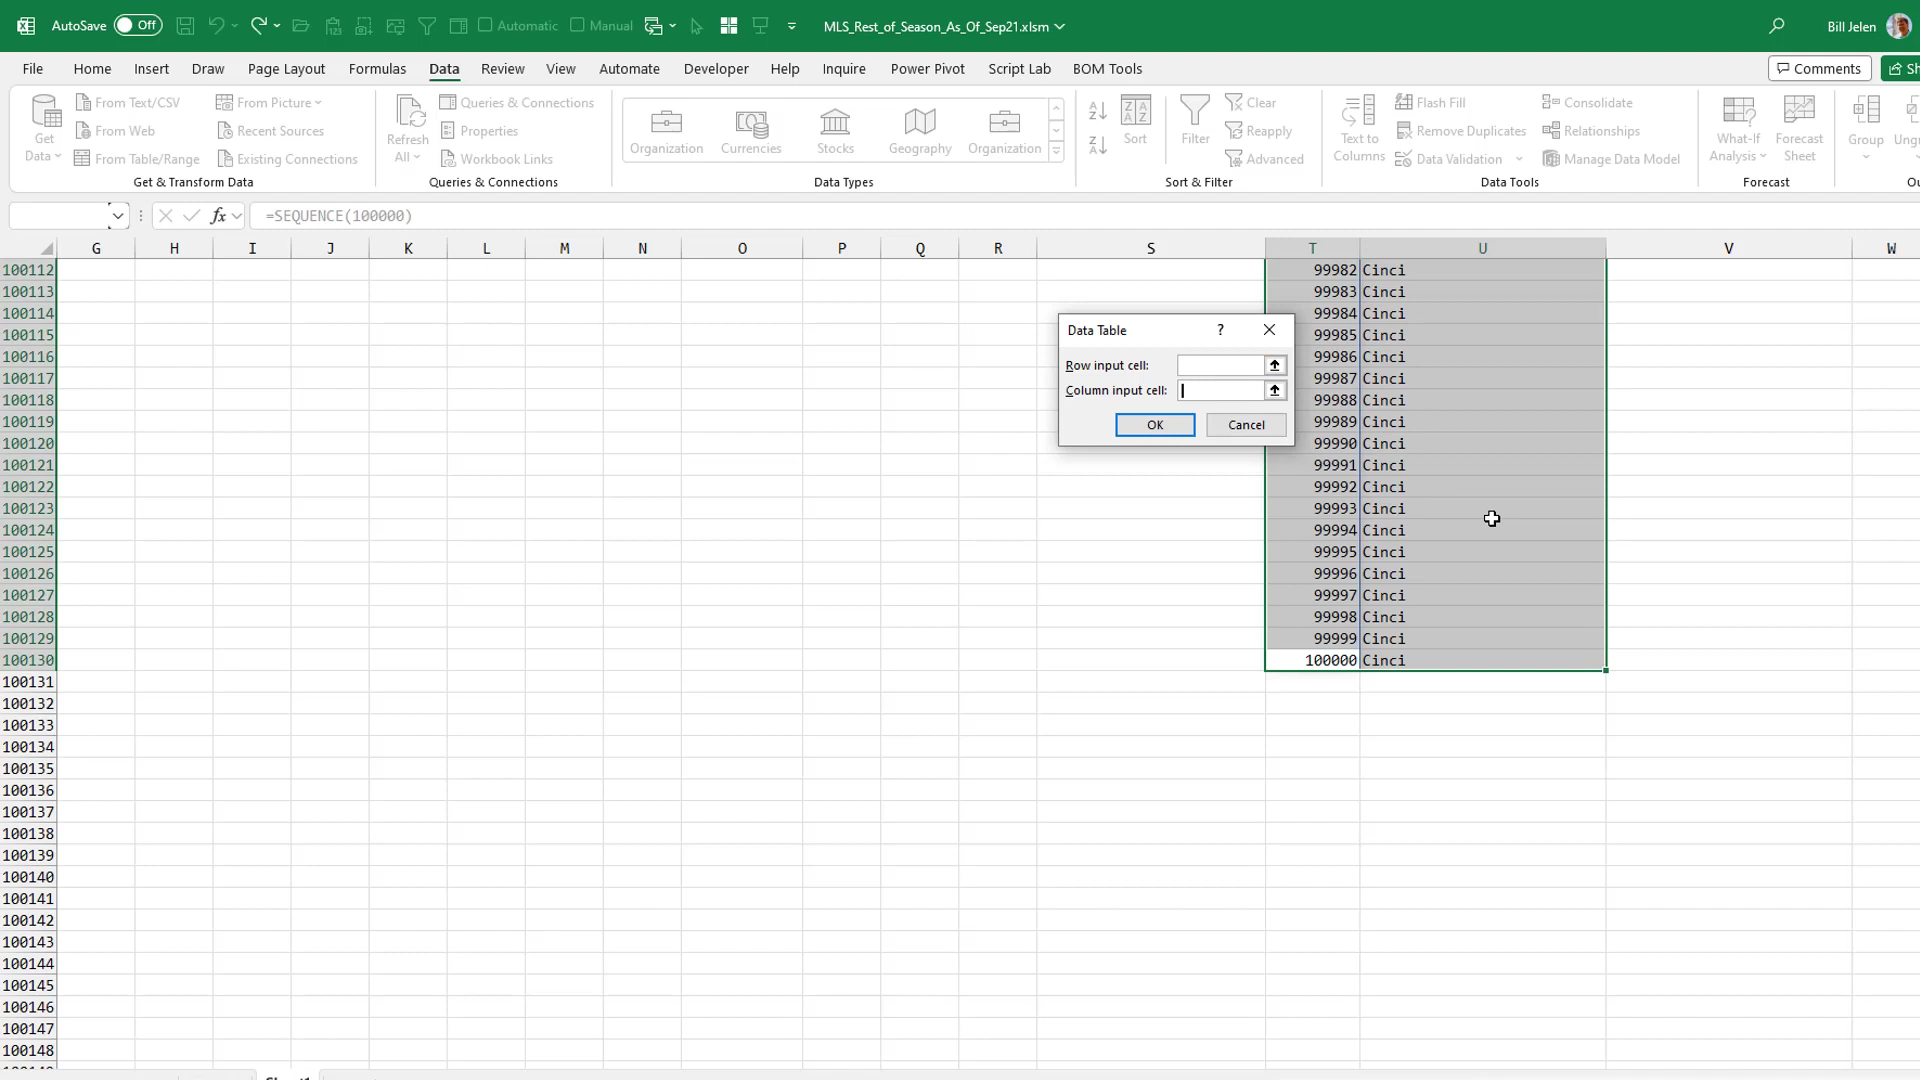 AutoSave Off Automatic Manual MLS_Rest_of_Season_As_Of_Sep21.xlsm Bill Jelen
File Home Insert Draw Page Layout Formulas Data Review View Automate Developer Help Inquire Power Pivot Script Lab BOM Tools Comments Sh
Get Data
From Text/CSV
From Web
From Table/Range
From Picture
Recent Sources
Existing Connections
Get & Transform Data
Refresh All
Queries & Connections
Properties
Workbook Links
Queries & Connections
Organization Currencies Stocks Geography Organization
Data Types
Sort
Filter
Clear
Reapply
Advanced
Sort & Filter
Text to Columns
Flash Fill
Remove Duplicates
Data Validation
Consolidate
Relationships
Manage Data Model
Data Tools
What-If Analysis
Forecast Sheet
Forecast
Group
Ungr
Ou
fx =SEQUENCE(100000)
G H I J K L M N O P Q R S T U V W
100112 99982 Cinci
100113 99983 Cinci
100114 99984 Cinci
100115 99985 Cinci
100116 99986 Cinci
100117 99987 Cinci
100118 99988 Cinci
100119 99989 Cinci
100120 99990 Cinci
100121 99991 Cinci
100122 99992 Cinci
100123 99993 Cinci
100124 99994 Cinci
100125 99995 Cinci
100126 99996 Cinci
100127 99997 Cinci
100128 99998 Cinci
100129 99999 Cinci
100130 100000 Cinci
100131
100132
100133
100134
100135
100136
100137
100138
100139
100140
100141
100142
100143
100144
100145
100146
100147
100148
Data Table ?
Row input cell:
Column input cell:
OK Cancel